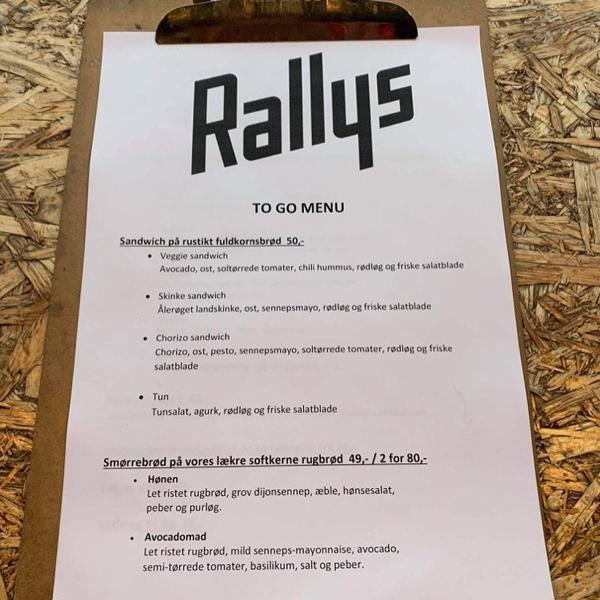 Rallys
TO GO MENU
Sandwich på rustikt fuldkornsbrød 50,-
• Veggie sandwich
Avocado, ost, soltørrede tomater, chili hummus, rødløg og friske salatblade
• Skinke sandwich
Ålerøget landskinke, ost, sennepsmayo, rødløg og friske salatblade
• Chorizo sandwich
Chorizo, ost, pesto, sennepsmayo, soltørrede tomater, rødløg og friske
salatblade
• Tun
Tunsalat, agurk, rødløg og friske salatblade
Smørrebrød på vores lækre softkerne rugbrød 49,- / 2 for 80,-
• Hønen
Let ristet rugbrød, grov dijonsennep, æble, hønsesalat,
peber og purløg.
• Avocadomad
Let ristet rugbrød, mild senneps-mayonnaise, avocado,
semi-tørrede tomater, basilikum, salt og peber.